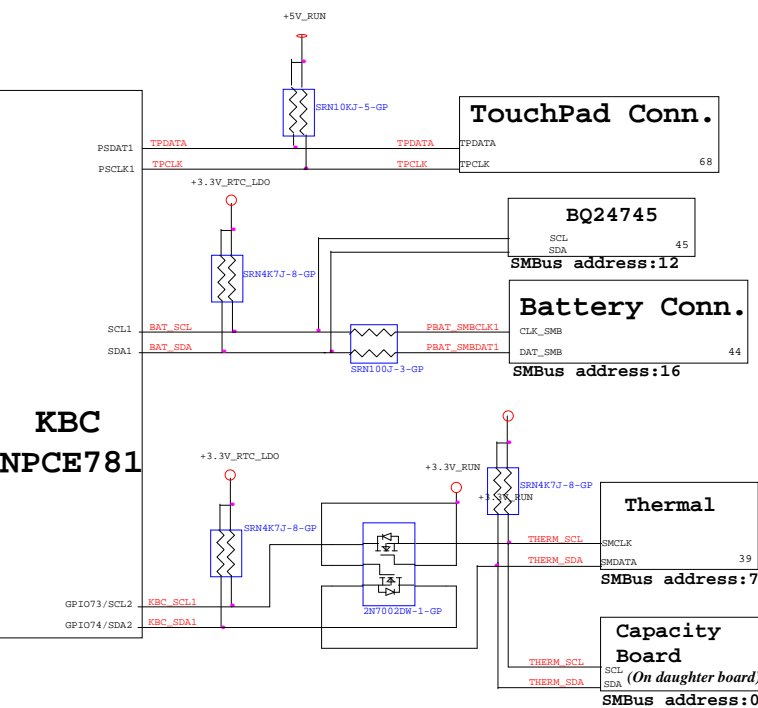 +5V_RUN
SRN10KJ-5-GP
TouchPad Conn.
PSDAT1 TPDATA TPDATA TPDATA
PSCLK1 TPCLK TPCLK TPCLK 68
+3.3V_RTC_LDO
BQ24745
SCL
SDA 45
SMBus address:12
SRN4K7J-8-GP
Battery Conn.
SCL1 BAT_SCL PBAT_SMBCLK1 CLK_SMB
SDA1 BAT_SDA PBAT_SMBDAT1 DAT_SMB 44
SRN100J-3-GP
SMBus address:16
KBC
NPCE781
+3.3V_RTC_LDO
+3.3V_RUN
SRN4K7J-8-GP
+3.3V_RUN
Thermal
SRN4K7J-8-GP
THERM_SCL SMCLK
THERM_SDA SMDATA 39
SMBus address:7
2N7002DW-1-GP
GPIO73/SCL2 KBC_SCL1
GPIO74/SDA2 KBC_SDA1
Capacity
Board
THERM_SCL SCL
(On daughter board)
THERM_SDA SDA
SMBus address:0